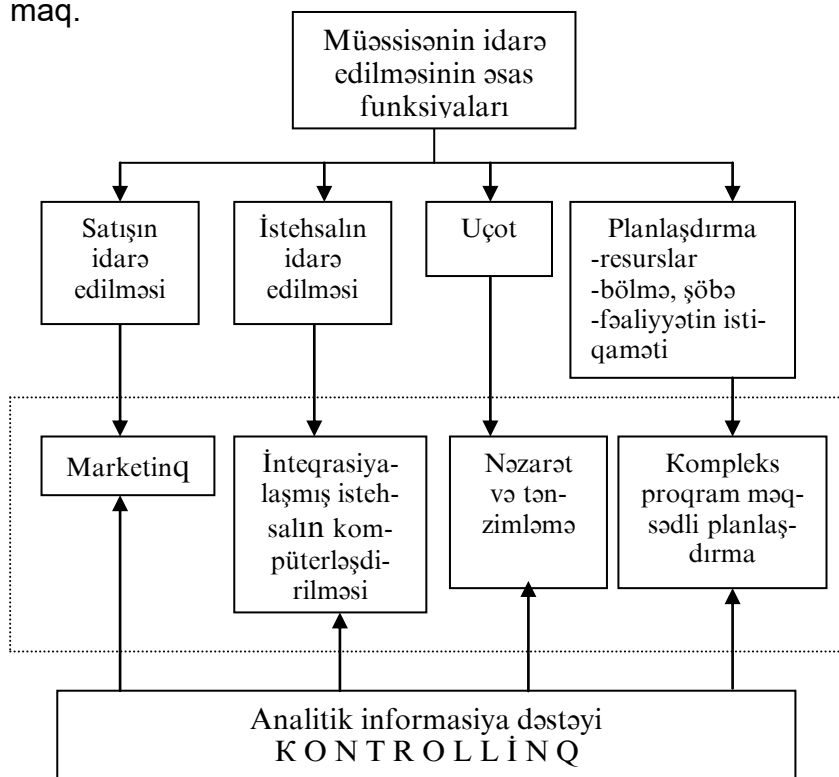 maq.
Müəssisənin idarə
edilməsinin əsas
funksiyaları
Satışın
idarə
edilməsi
İstehsalın
idarə
edilməsi
Uçot
Planlaşdırma
-resurslar
-bölmə, şöbə
-fəaliyyətin isti-
qaməti
Marketinq
İnteqrasiya-
laşmış isteh-
salın kom-
püterləşdi-
rilməsi
Nəzarət
və tən-
zimləmə
Kompleks
proqram məq-
sədli planlaş-
dırma
Analitik informasiya dəstəyi
K O N T R O L L İ N Q